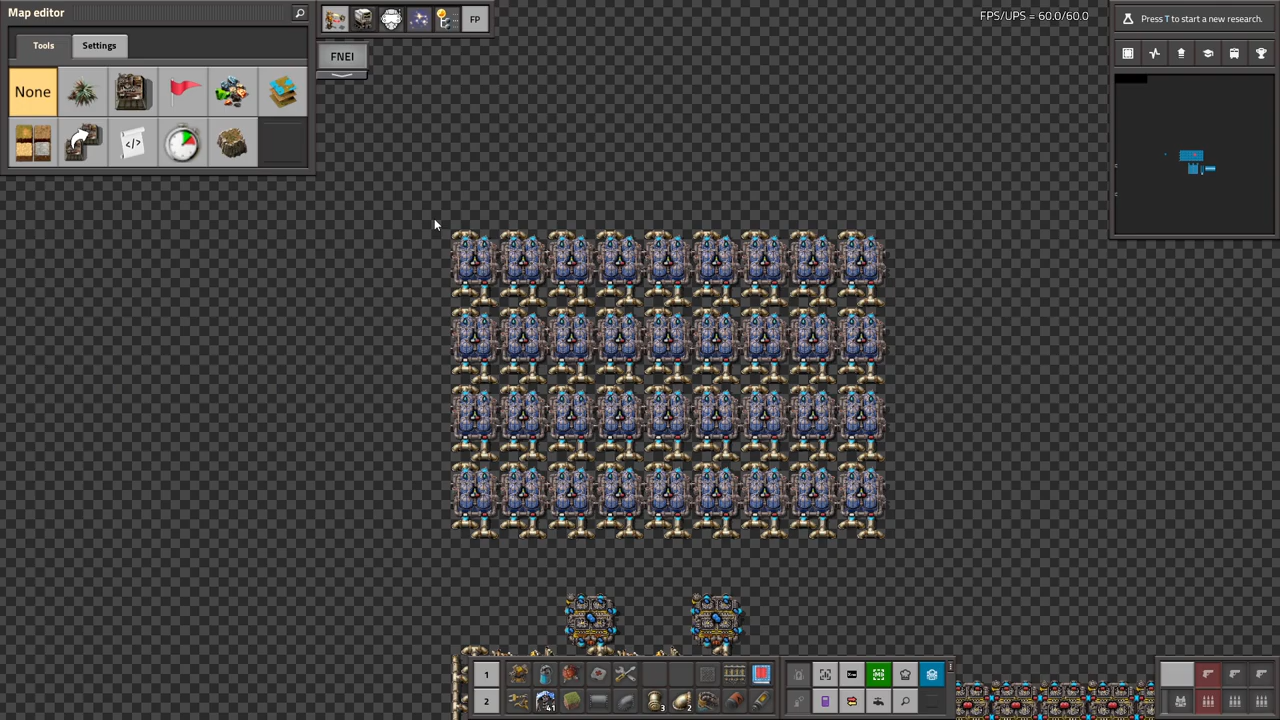 Map editor
FP
FPS/UPS = 60.0/60.0
Press T to start a new research.
Tools
Settings
FNEI
None
</>
1
2
41
3
2